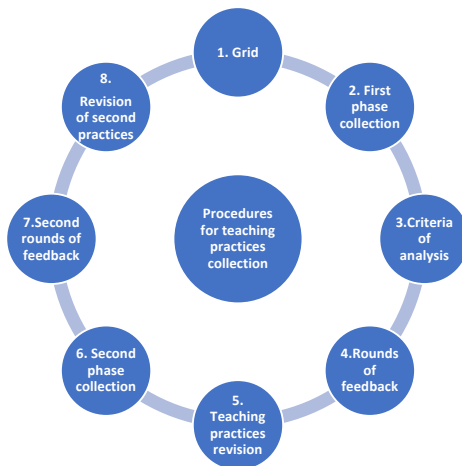 1. Grid
2. First
phase
collection
3.Criteria
of
analysis
4.Rounds
of
feedback
5.
Teaching
practices
revision
6. Second
phase
collection
7.Second
rounds of
feedback
8.
Revision
of second
practices
Procedures
for teaching
practices
collection